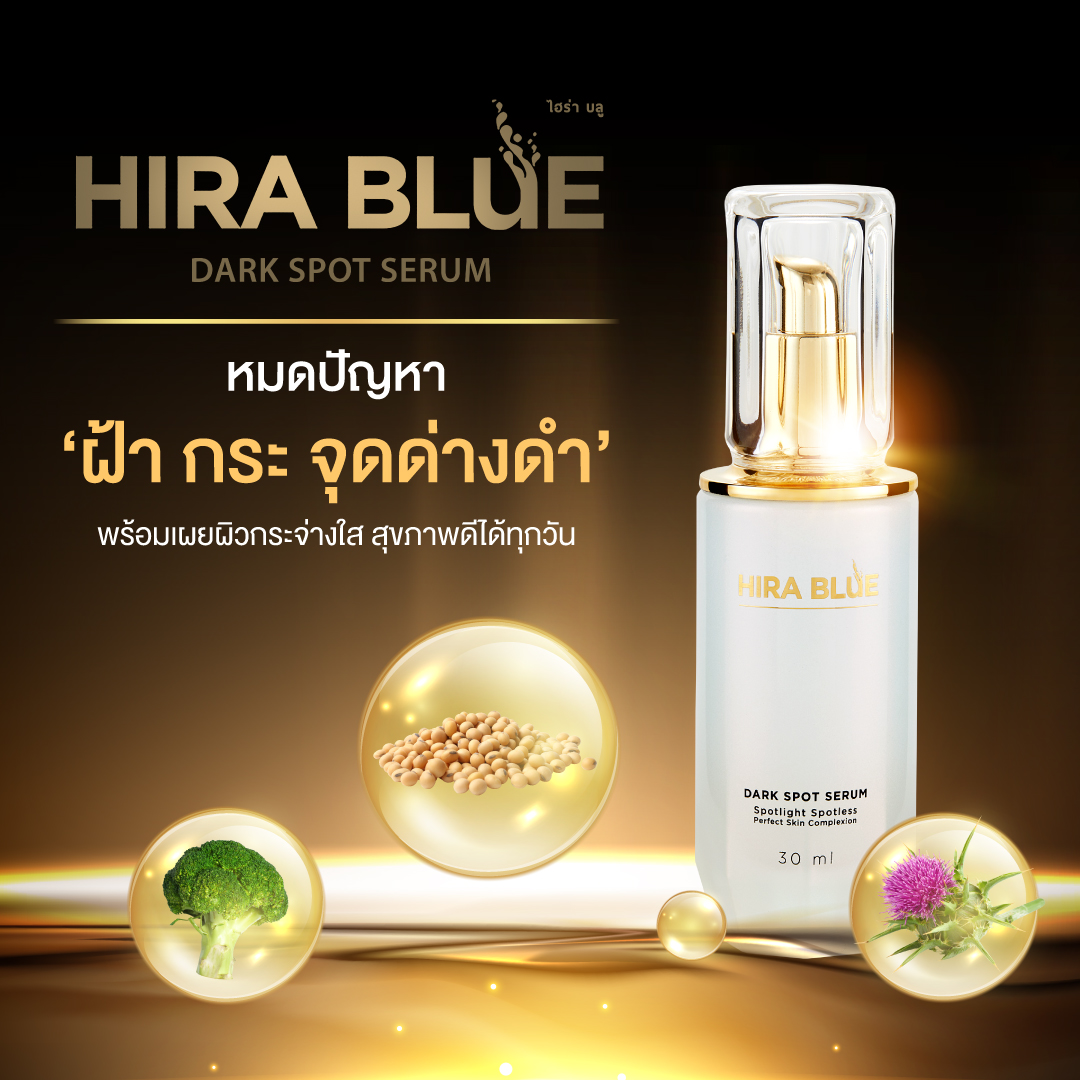 ไฮร่า บลู
HIRA BLUE
DARK SPOT SERUM
หมดปัญหา
‘ฝ้า กระ จุดด่างดำ’
พร้อมเผยผิวกระจ่างใส สุขภาพดีได้ทุกวัน
HIRA BLUE
DARK SPOT SERUM
Spotlight Spotless
Perfect Skin Complexion
30 ml